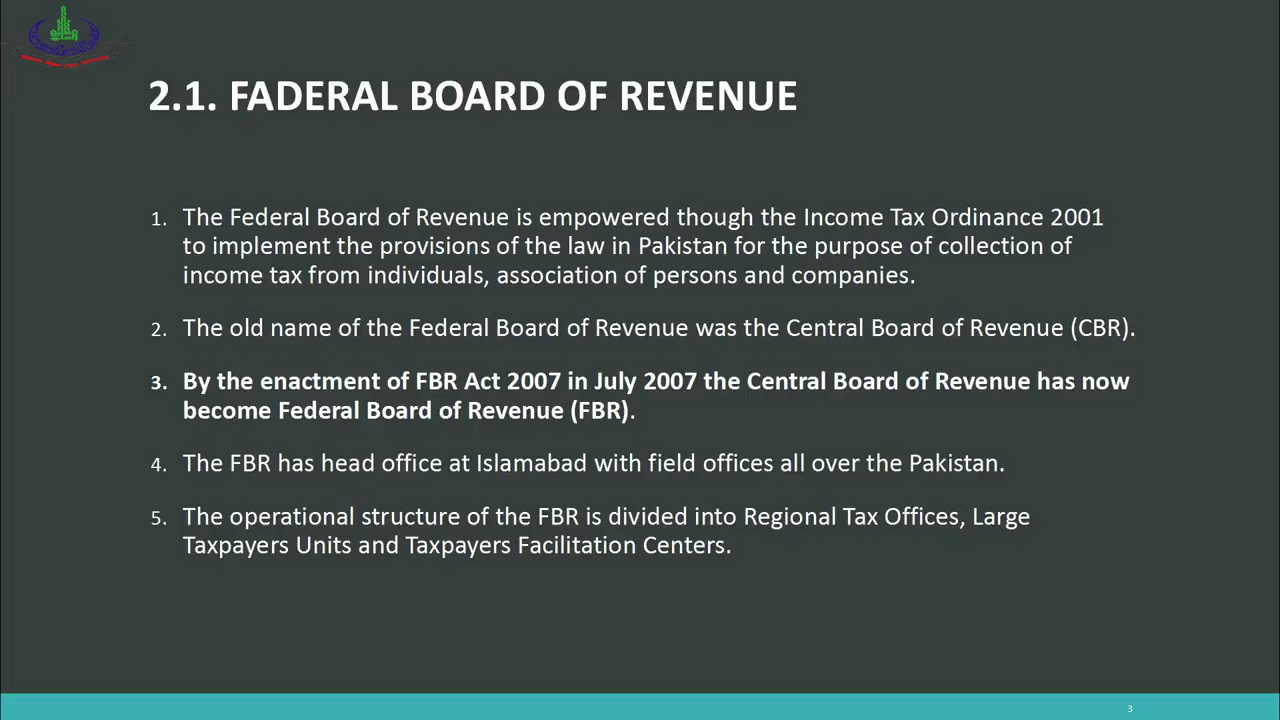 2.1. FADERAL BOARD OF REVENUE
1. The Federal Board of Revenue is empowered though the Income Tax Ordinance 2001
to implement the provisions of the law in Pakistan for the purpose of collection of
income tax from individuals, association of persons and companies.
2. The old name of the Federal Board of Revenue was the Central Board of Revenue (CBR).
3. By the enactment of FBR Act 2007 in July 2007 the Central Board of Revenue has now
become Federal Board of Revenue (FBR).
4. The FBR has head office at Islamabad with field offices all over the Pakistan.
5. The operational structure of the FBR is divided into Regional Tax Offices, Large
Taxpayers Units and Taxpayers Facilitation Centers.
3